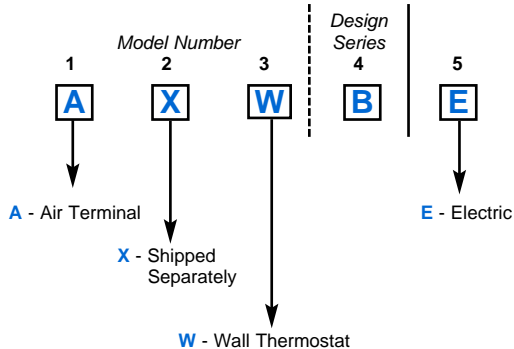 Model Number
Design
Series
1 2 3 4 5
A X W B E
A - Air Terminal
E - Electric
X - Shipped
Separately
W - Wall Thermostat